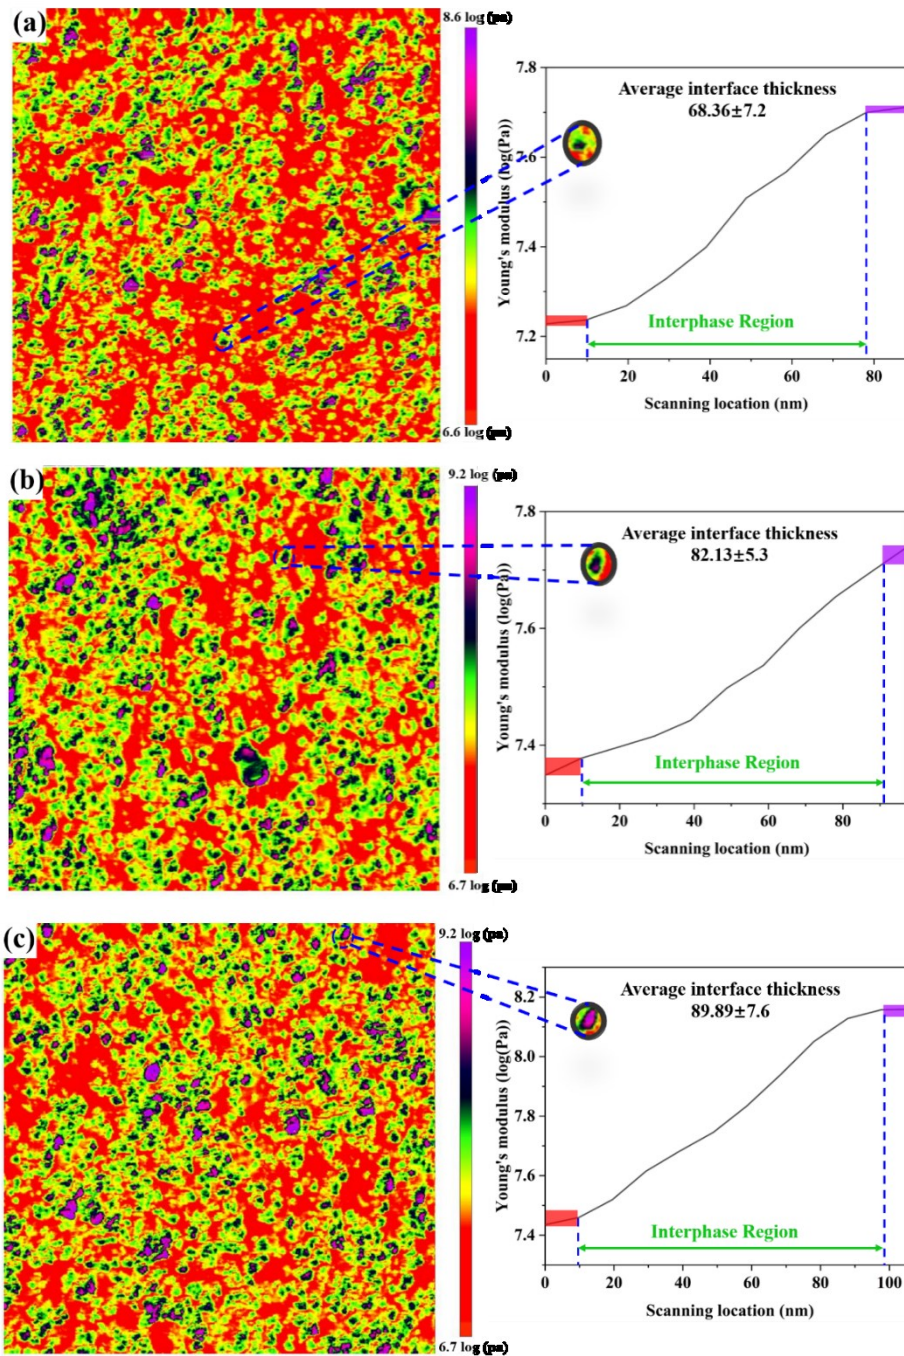 (a)
8.6 log (pa)
6.6 log (pa)
7.8
7.6
7.4
7.2
Young's modulus (log(Pa))
Average interface thickness
68.36±7.2
Interphase Region
0 20 40 60 80
Scanning location (nm)
(b)
9.2 log (pa)
6.7 log (pa)
7.8
7.6
7.4
Young's modulus (log(Pa))
Average interface thickness
82.13±5.3
Interphase Region
0 20 40 60 80
Scanning location (nm)
(c)
9.2 log (pa)
6.7 log (pa)
8.2
8.0
7.8
7.6
7.4
Young's modulus (log(Pa))
Average interface thickness
89.89±7.6
Interphase Region
0 20 40 60 80 100
Scanning location (nm)